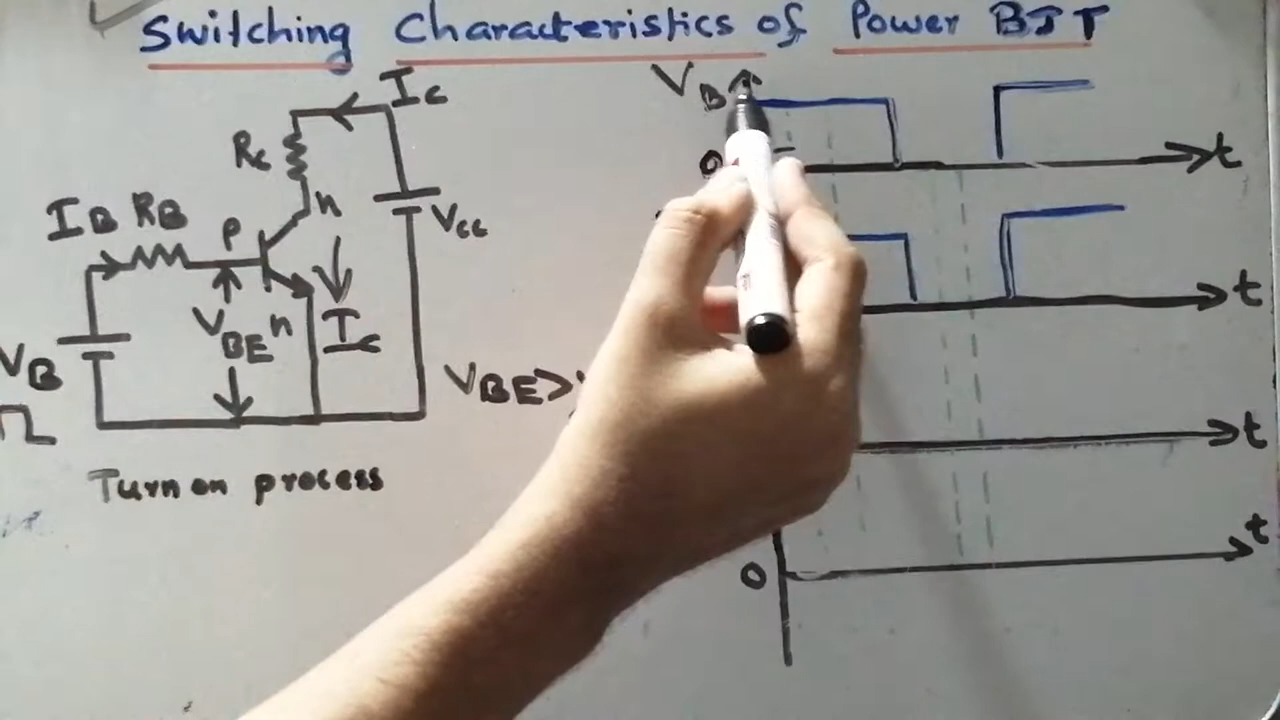 Switching Characteristics of Power BJT
IC
RC
n
VCC
IB RB
P
VBE
n
IC
VB
Turn on process
VBE>
VB
0
t
t
t
0
t